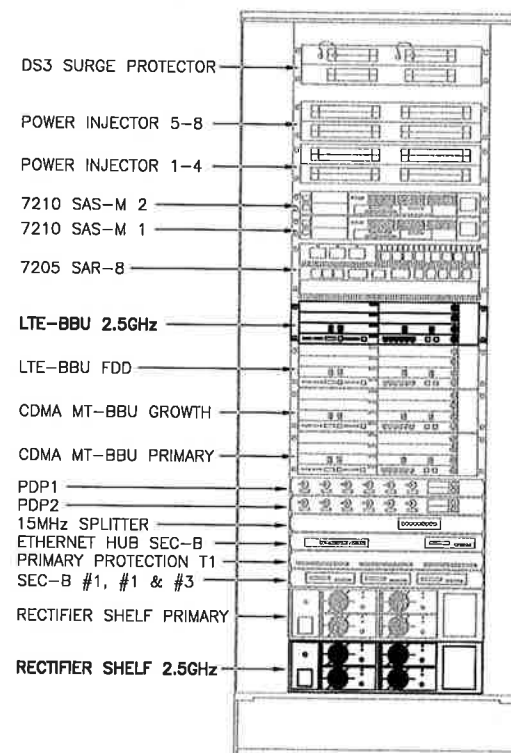 DS3 SURGE PROTECTOR
POWER INJECTOR 5-8
POWER INJECTOR 1-4
7210 SAS-M 2
7210 SAS-M 1
7205 SAR-8
LTE-BBU 2.5GHz
LTE-BBU FDD
CDMA MT-BBU GROWTH
CDMA MT-BBU PRIMARY
PDP1
PDP2
15MHz SPLITTER
ETHERNET HUB SEC-B
PRIMARY PROTECTION T1
SEC-B #1, #1 & #3
RECTIFIER SHELF PRIMARY
RECTIFIER SHELF 2.5GHz